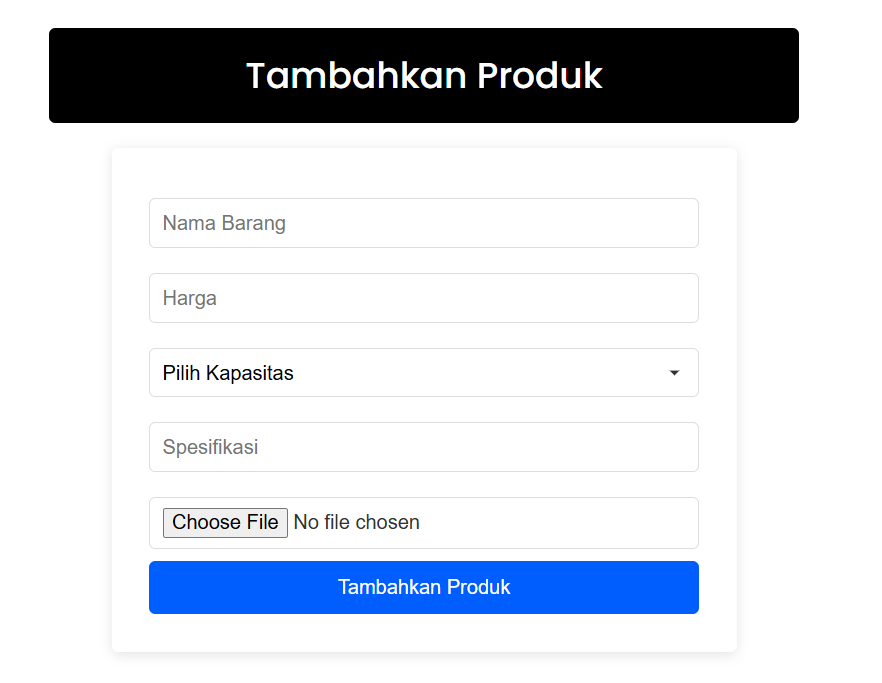 Tambahkan Produk
Nama Barang
Harga
Pilih Kapasitas
Spesifikasi
Choose File No file chosen
Tambahkan Produk